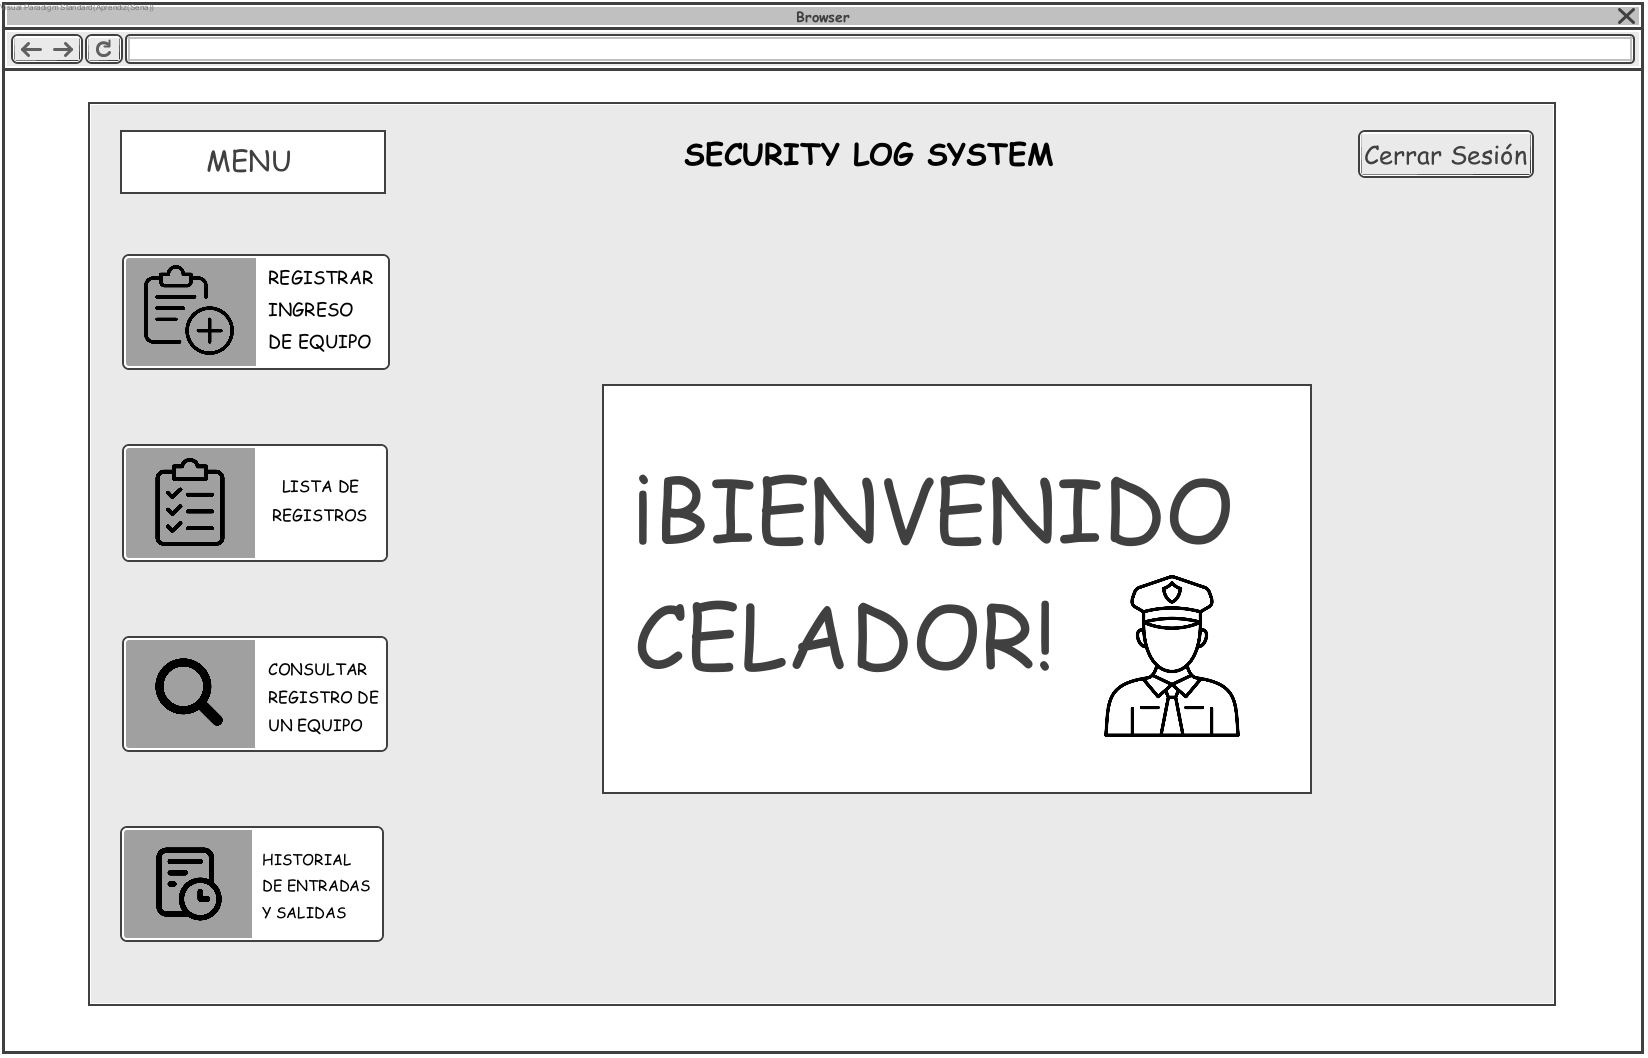 Visual Paradigm Standard(Aprendiz(Sena))
Browser
MENU
SECURITY LOG SYSTEM
Cerrar Sesión
REGISTRAR
INGRESO
DE EQUIPO
LISTA DE
REGISTROS
CONSULTAR
REGISTRO DE
UN EQUIPO
HISTORIAL
DE ENTRADAS
Y SALIDAS
¡BIENVENIDO
CELADOR!